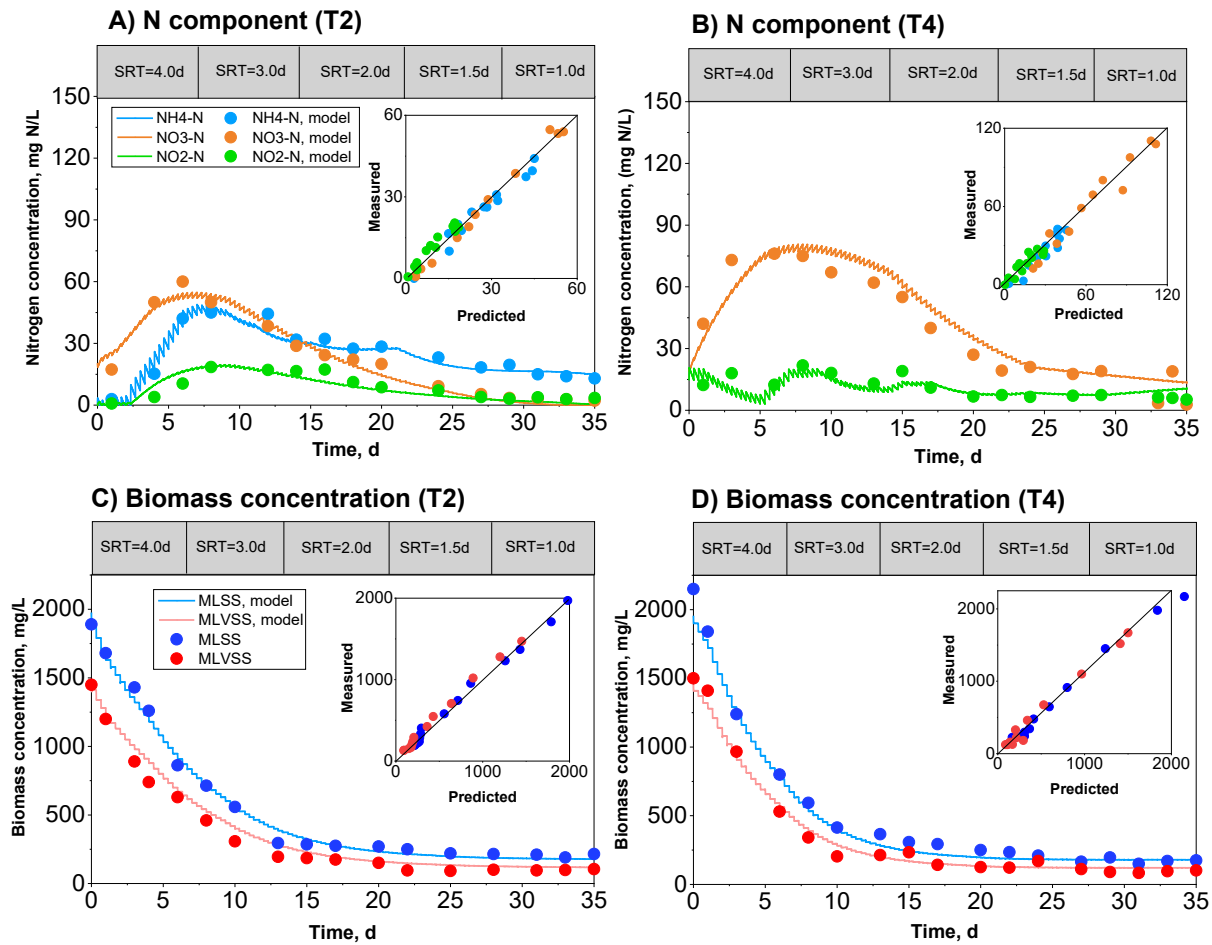 A) N component (T2)
SRT=4.0d SRT=3.0d SRT=2.0d SRT=1.5d SRT=1.0d
150
120
90
60
30
0
Nitrogen concentration, mg N/L
NH4-N NH4-N, model
NO3-N NO3-N, model
NO2-N NO2-N, model
60
30
0
Measured
0 30 60
Predicted
0 5 10 15 20 25 30 35
Time, d
B) N component (T4)
SRT=4.0d SRT=3.0d SRT=2.0d SRT=1.5d SRT=1.0d
150
120
90
60
30
0
Nitrogen concentration, (mg N/L)
120
60
0
Measured
0 60 120
Predicted
0 5 10 15 20 25 30 35
Time, d
C) Biomass concentration (T2)
SRT=4.0d SRT=3.0d SRT=2.0d SRT=1.5d SRT=1.0d
2000
1500
1000
500
0
Biomass concentration, mg/L
MLSS, model
MLVSS, model
MLSS
MLVSS
2000
1000
0
Measured
0 1000 2000
Predicted
0 5 10 15 20 25 30 35
Time, d
D) Biomass concentration (T4)
SRT=4.0d SRT=3.0d SRT=2.0d SRT=1.5d SRT=1.0d
2000
1500
1000
500
0
Biomass concentration, mg/L
2000
1000
0
Measured
0 1000 2000
Predicted
0 5 10 15 20 25 30 35
Time, d